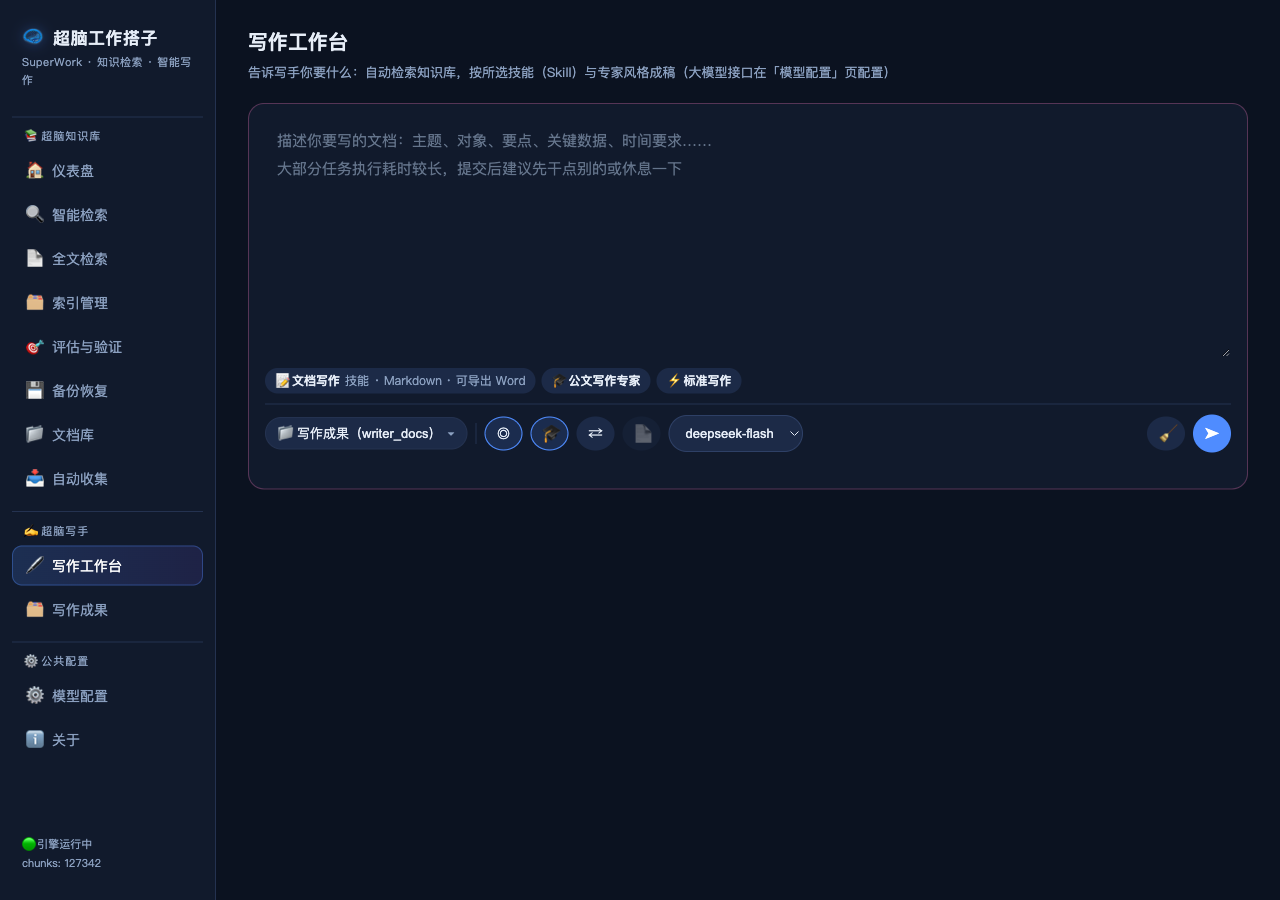 超脑工作搭子
SuperWork · 知识检索 · 智能写
作
超脑知识库
仪表盘
智能检索
全文检索
索引管理
评估与验证
备份恢复
文档库
自动收集
超脑写手
写作工作台
写作成果
公共配置
模型配置
关于
引擎运行中
chunks: 127342
写作工作台
告诉写手你要什么：自动检索知识库，按所选技能（Skill）与专家风格成稿（大模型接口在「模型配置」页配置）
描述你要写的文档：主题、对象、要点、关键数据、时间要求……
大部分任务执行耗时较长，提交后建议先干点别的或休息一下
文档写作 技能 · Markdown · 可导出 Word 公文写作专家 标准写作
写作成果（writer_docs） deepseek-flash